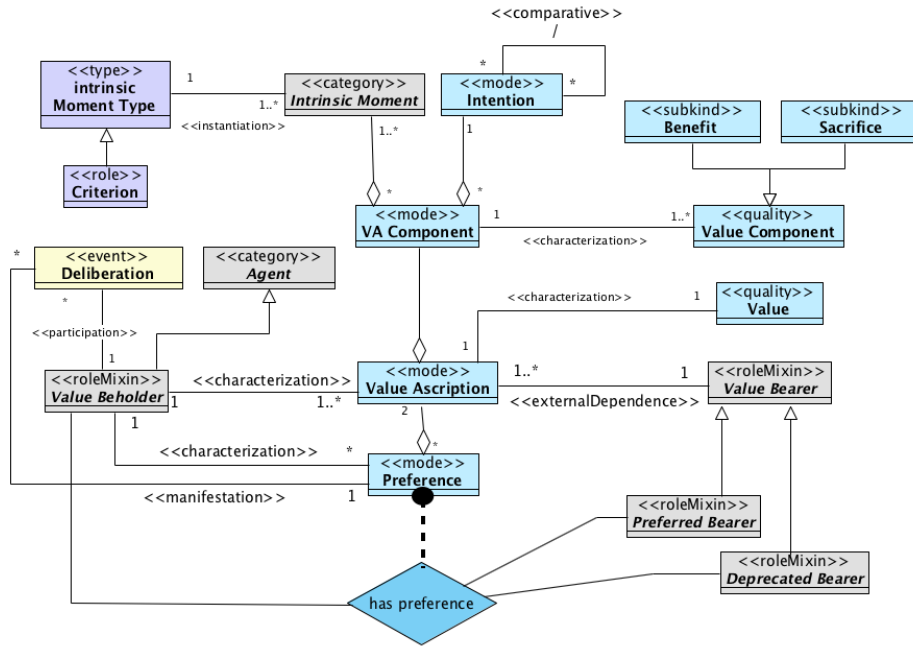 <<comparative>>
/
*
*
<<type>>
intrinsic
Moment Type
1
1..*
<<instantiation>>
<<category>>
Intrinsic Moment
<<mode>>
Intention
<<subkind>>
Benefit
<<subkind>>
Sacrifice
1..*
1
<<role>>
Criterion
*
*
<<mode>>
VA Component
1
1..*
<<characterization>>
<<quality>>
Value Component
*
<<event>>
Deliberation
<<category>>
Agent
*
<<participation>>
1
<<characterization>>
1
<<quality>>
Value
1
<<roleMixin>>
Value Beholder
<<characterization>>
1
1..*
<<mode>>
Value Ascription
1..*
1
<<externalDependence>>
<<roleMixin>>
Value Bearer
1
2
<<characterization>>
*
*
<<mode>>
Preference
<<manifestation>>
1
<<roleMixin>>
Preferred Bearer
<<roleMixin>>
Deprecated Bearer
has preference